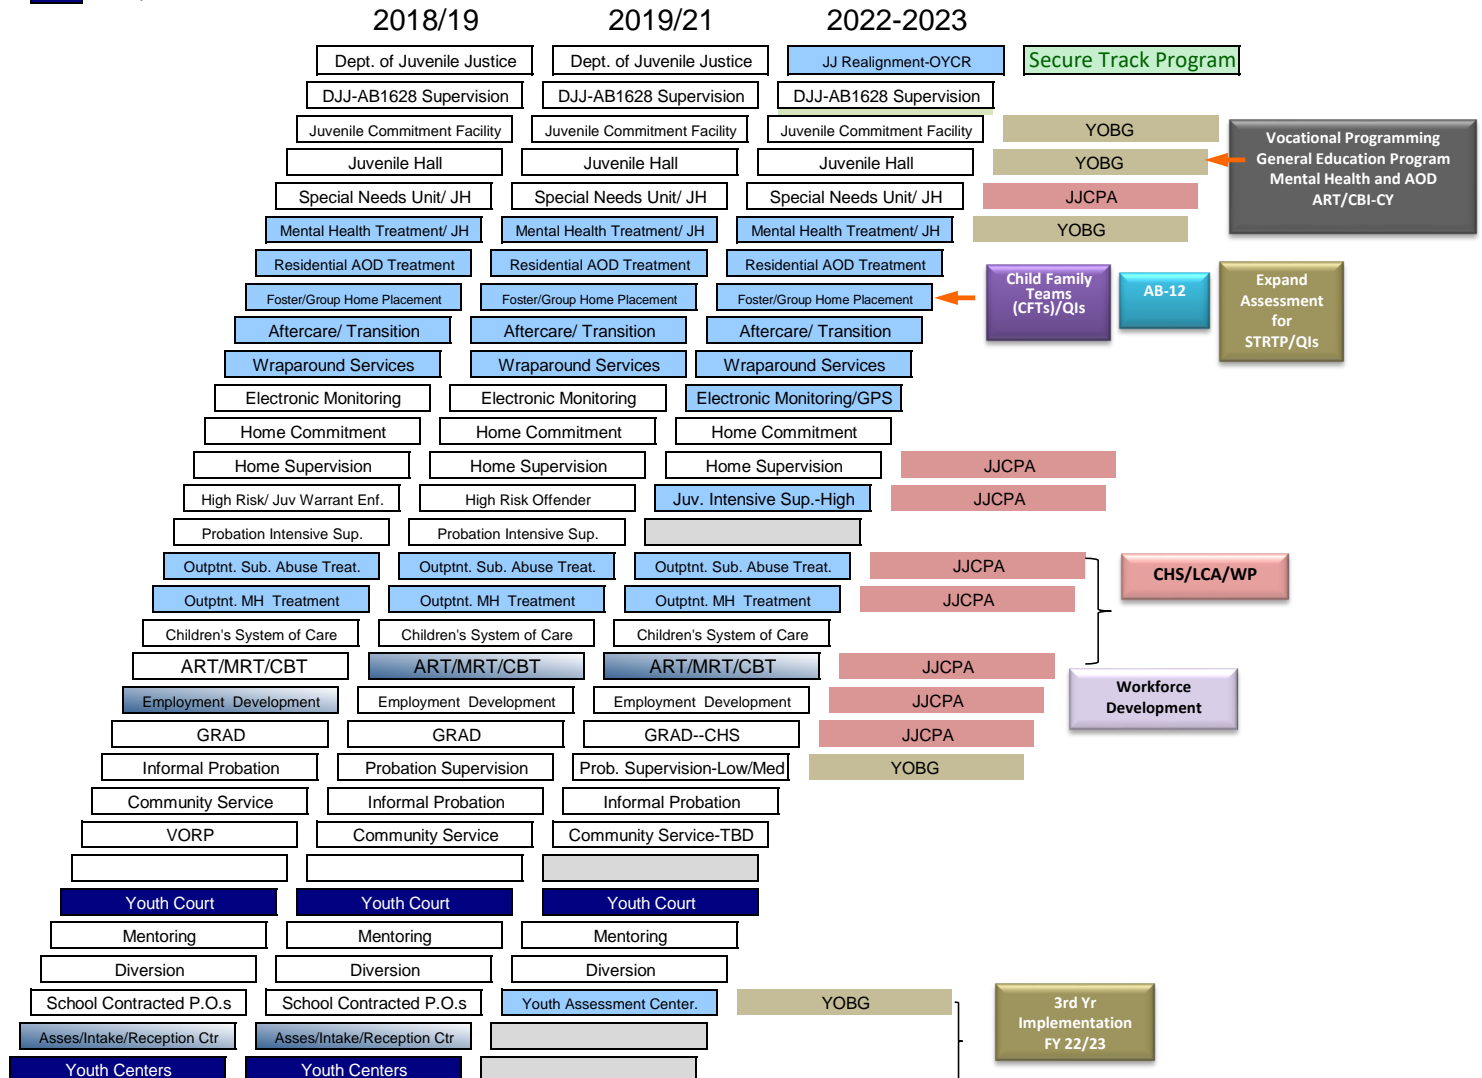 2018/19 2019/21 2022-2023
Dept. of Juvenile Justice Dept. of Juvenile Justice JJ Realignment-OYCR Secure Track Program
DJJ-AB1628 Supervision DJJ-AB1628 Supervision DJJ-AB1628 Supervision
Juvenile Commitment Facility Juvenile Commitment Facility Juvenile Commitment Facility YOBG
Juvenile Hall Juvenile Hall Juvenile Hall YOBG
Vocational Programming
General Education Program
Mental Health and AOD
ART/CBI-CY
Special Needs Unit/ JH Special Needs Unit/ JH Special Needs Unit/ JH JJCPA
Mental Health Treatment/ JH Mental Health Treatment/ JH Mental Health Treatment/ JH YOBG
Residential AOD Treatment Residential AOD Treatment Residential AOD Treatment
Foster/Group Home Placement Foster/Group Home Placement Foster/Group Home Placement
Child Family
Teams
(CFTs)/QIs
AB-12
Expand
Assessment
for
STRTP/QIs
Aftercare/ Transition Aftercare/ Transition Aftercare/ Transition
Wraparound Services Wraparound Services Wraparound Services
Electronic Monitoring Electronic Monitoring Electronic Monitoring/GPS
Home Commitment Home Commitment Home Commitment
Home Supervision Home Supervision Home Supervision JJCPA
High Risk/ Juv Warrant Enf. High Risk Offender Juv. Intensive Sup.-High JJCPA
Probation Intensive Sup. Probation Intensive Sup.
Outptnt. Sub. Abuse Treat. Outptnt. Sub. Abuse Treat. Outptnt. Sub. Abuse Treat. JJCPA CHS/LCA/WP
Outptnt. MH Treatment Outptnt. MH Treatment Outptnt. MH Treatment JJCPA
Children's System of Care Children's System of Care Children's System of Care
ART/MRT/CBT ART/MRT/CBT ART/MRT/CBT JJCPA
Employment Development Employment Development Employment Development JJCPA
Workforce
Development
GRAD GRAD GRAD--CHS JJCPA
Informal Probation Probation Supervision Prob. Supervision-Low/Med YOBG
Community Service Informal Probation Informal Probation
VORP Community Service Community Service-TBD
Youth Court Youth Court Youth Court
Mentoring Mentoring Mentoring
Diversion Diversion Diversion
School Contracted P.O.s School Contracted P.O.s Youth Assessment Center. YOBG
3rd Yr
Implementation
FY 22/23
Asses/Intake/Reception Ctr Asses/Intake/Reception Ctr
Youth Centers Youth Centers